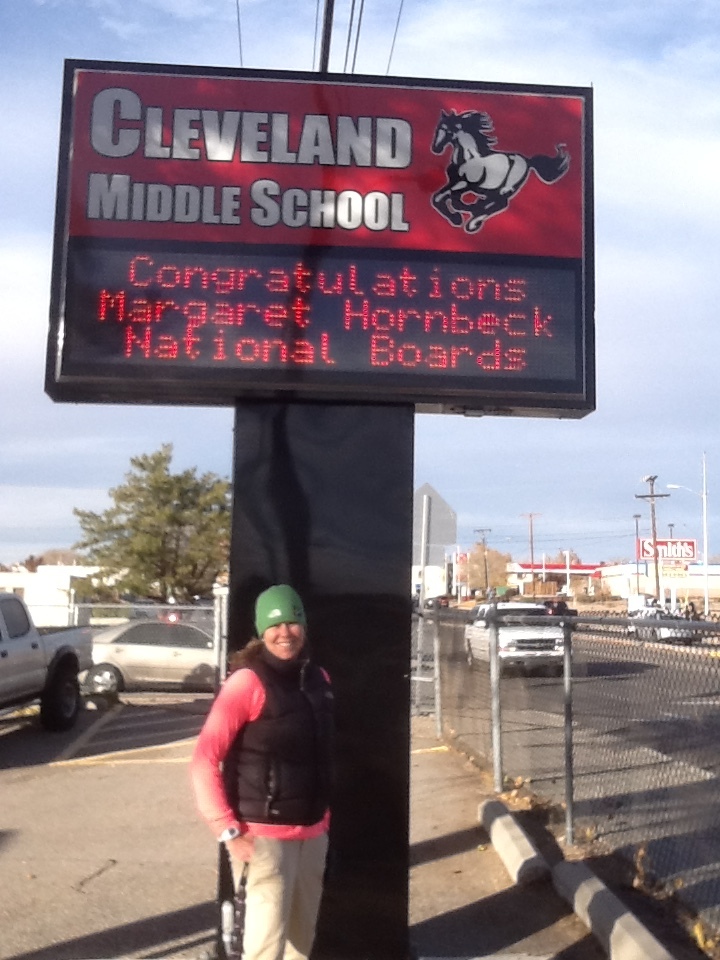 CLEVELAND
MIDDLE SCHOOL
Congratulations
Margaret Hornbeck
National Boards
Smith's